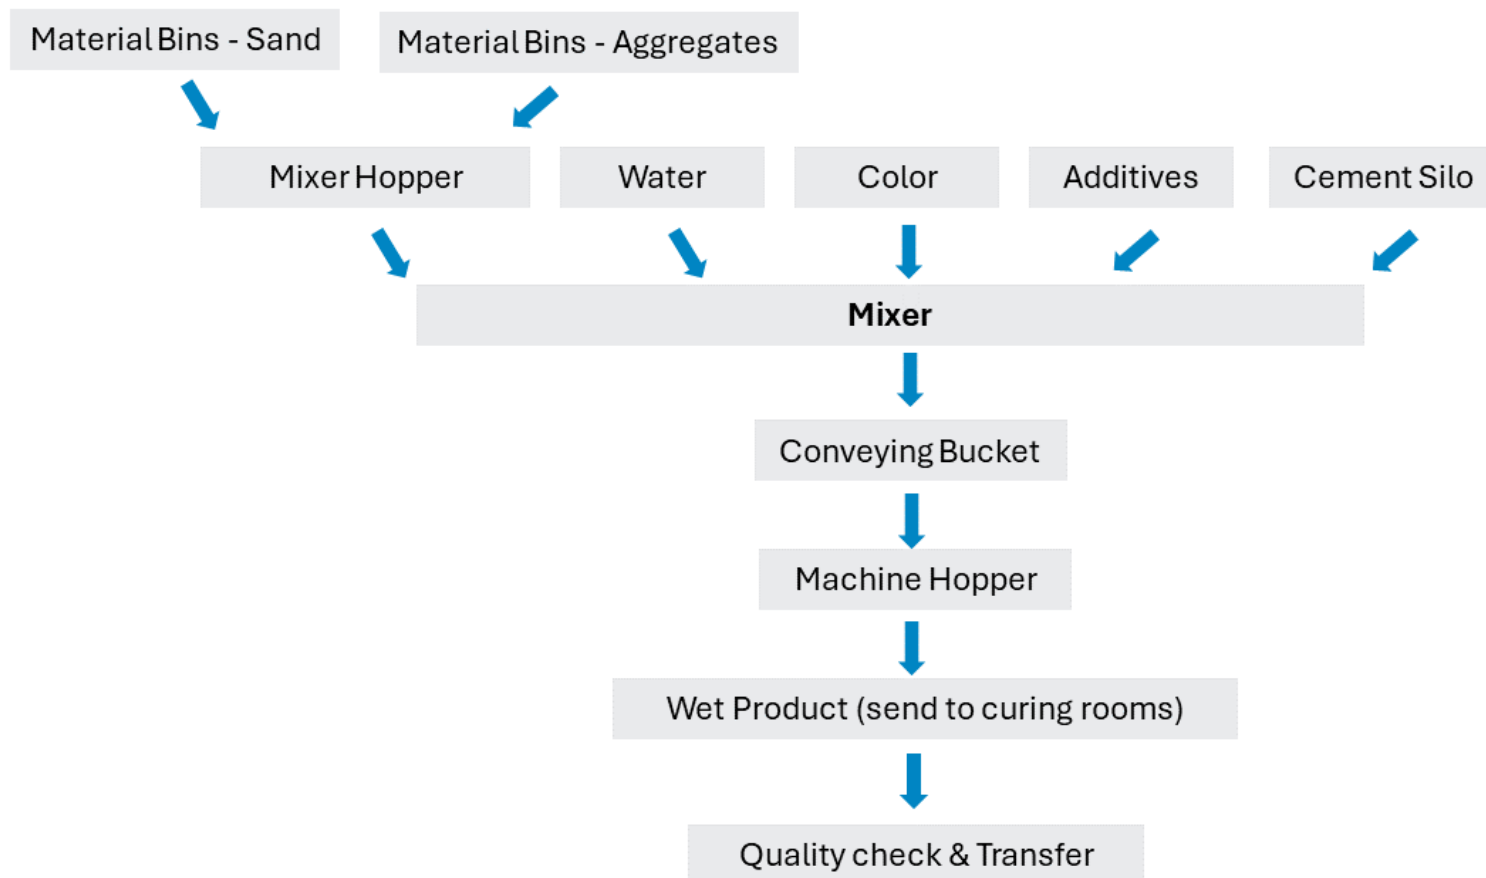 Material Bins - Sand
Material Bins - Aggregates
Mixer Hopper
Water
Color
Additives
Cement Silo
Mixer
Conveying Bucket
Machine Hopper
Wet Product (send to curing rooms)
Quality check & Transfer